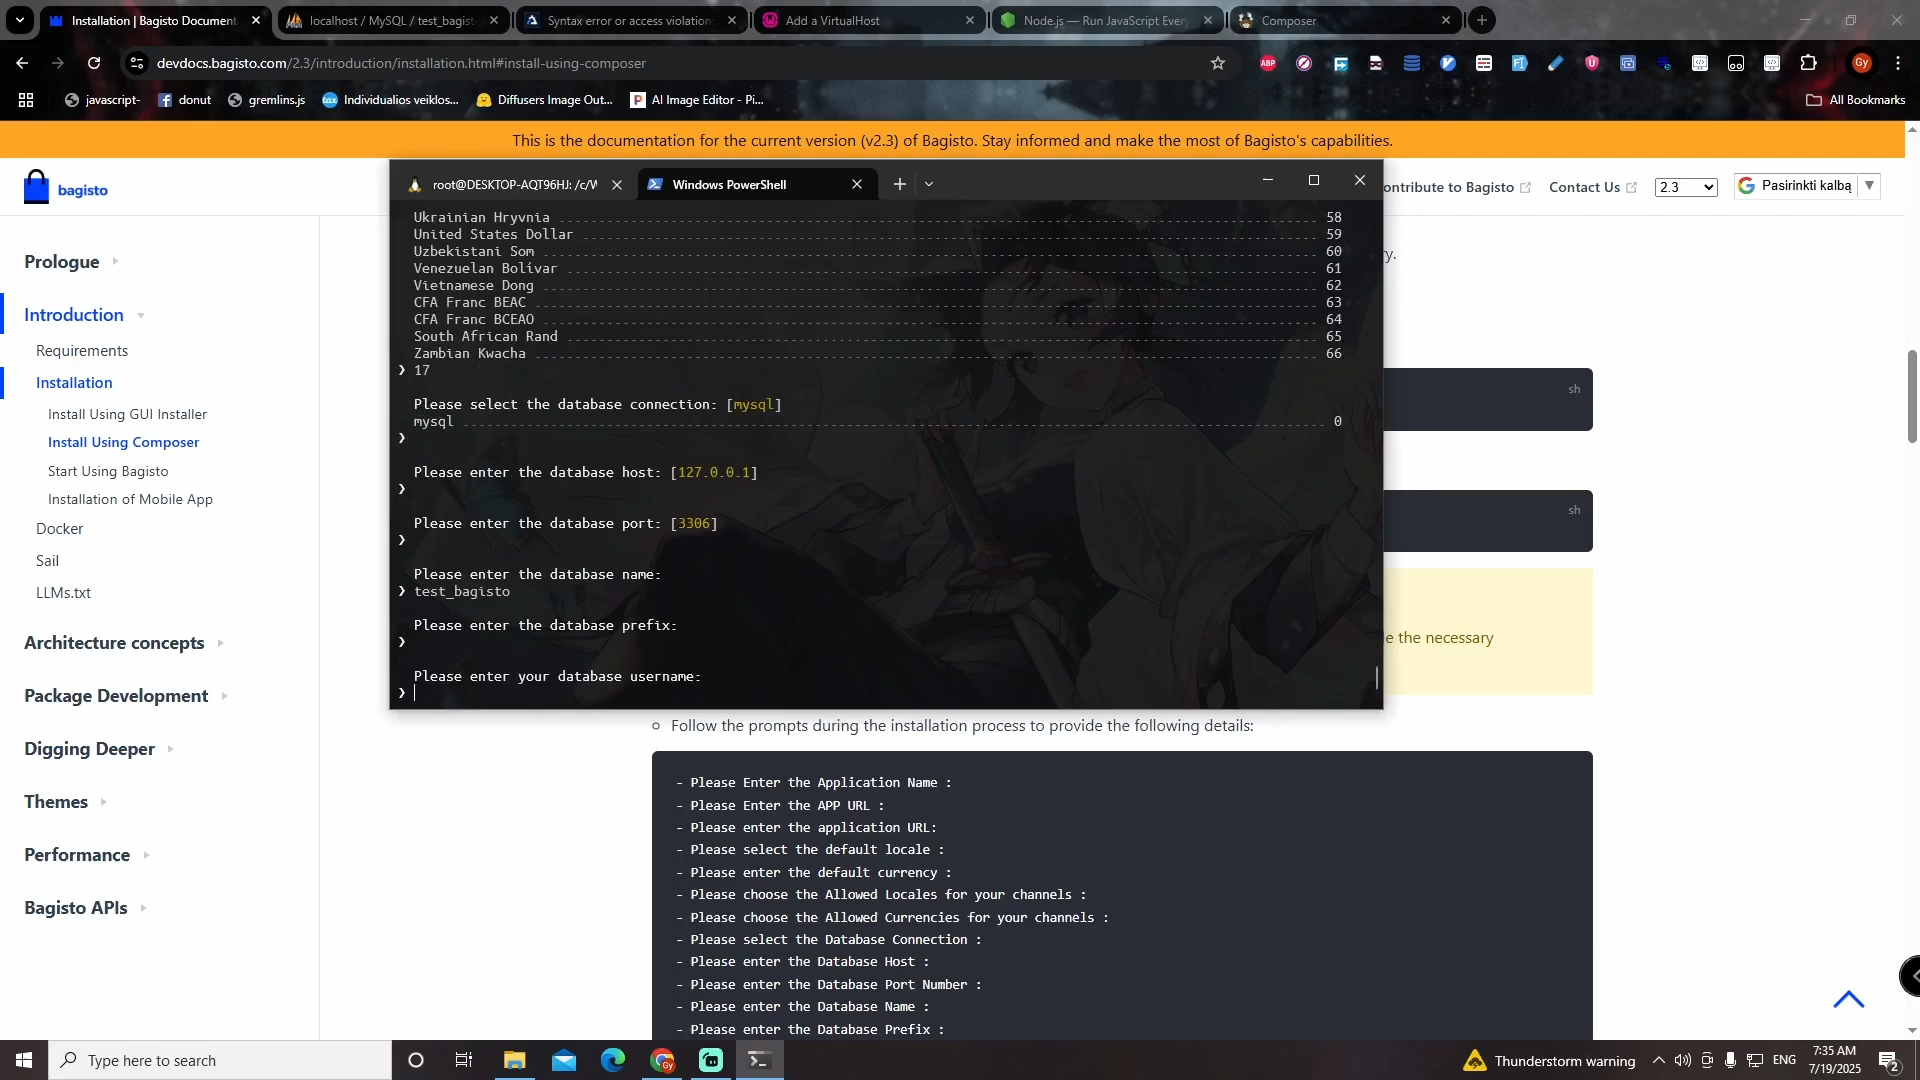 Installation | Bagisto Document
localhost / MySQL / test_bagist
Syntax error or access violation:
Add a VirtualHost
Node.js — Run JavaScript Every
Composer
devdocs.bagisto.com/2.3/introduction/installation.html#install-using-composer
ABP
Gy
javascript-
donut
gremlins.js
Individualios veiklos...
Diffusers Image Out...
AI Image Editor - Pi...
All Bookmarks
This is the documentation for the current version (v2.3) of Bagisto. Stay informed and make the most of Bagisto's capabilities.
bagisto
ontribute to Bagisto
Contact Us
2.3
Pasirinkti kalbą
Prologue
Introduction
Requirements
Installation
Install Using GUI Installer
Install Using Composer
Start Using Bagisto
Installation of Mobile App
Docker
Sail
LLMs.txt
Architecture concepts
Package Development
Digging Deeper
Themes
Performance
Bagisto APIs
root@DESKTOP-AQT96HJ: /c/W
Windows PowerShell
Ukrainian Hryvnia 58
United States Dollar 59
Uzbekistani Som 60
Venezuelan Bolívar 61
Vietnamese Dong 62
CFA Franc BEAC 63
CFA Franc BCEAO 64
South African Rand 65
Zambian Kwacha 66
❯ 17
Please select the database connection: [mysql]
mysql 0
❯
Please enter the database host: [127.0.0.1]
❯
Please enter the database port: [3306]
❯
Please enter the database name:
❯ test_bagisto
Please enter the database prefix:
❯
Please enter your database username:
❯
ry.
sh
sh
e the necessary
Follow the prompts during the installation process to provide the following details:
- Please Enter the Application Name :
- Please Enter the APP URL :
- Please enter the application URL:
- Please select the default locale :
- Please enter the default currency :
- Please choose the Allowed Locales for your channels :
- Please choose the Allowed Currencies for your channels :
- Please select the Database Connection :
- Please enter the Database Host :
- Please enter the Database Port Number :
- Please enter the Database Name :
- Please enter the Database Prefix :
Type here to search
Thunderstorm warning
ENG
7:35 AM
7/19/2025
2